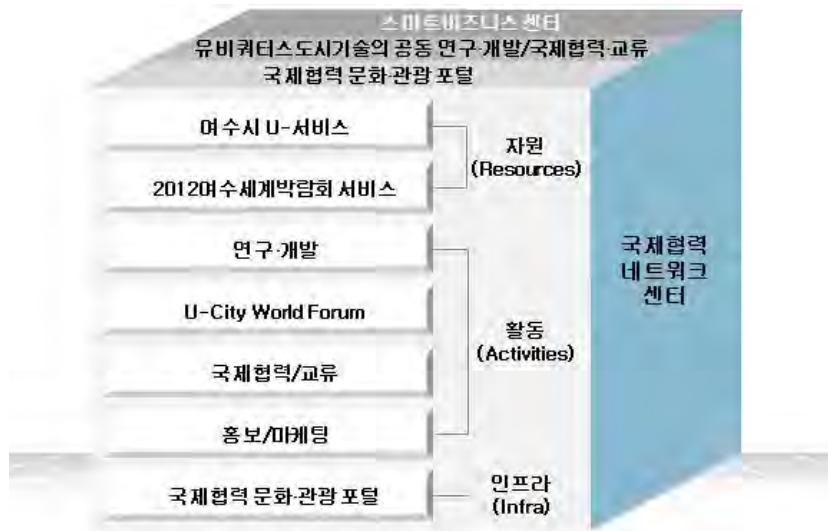 스마트비즈니스 센터
유비쿼터스도시기술의 공동 연구·개발/국제협력·교류
국제협력 문화·관광 포털
여수시 U-서비스
2012여수세계박람회 서비스
자원
(Resources)
연구·개발
U-City World Forum
국제협력/교류
홍보/마케팅
활동
(Activities)
국제협력 문화·관광 포털
인프라
(Infra)
국제협력
네트워크
센터